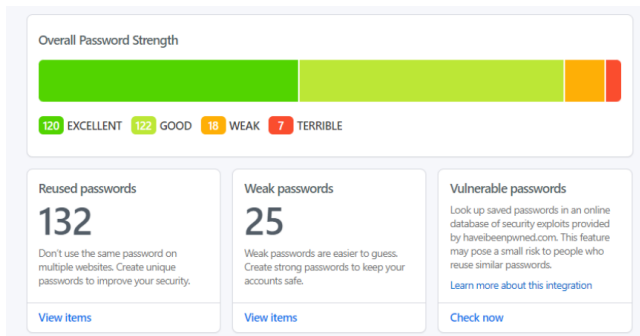 Overall Password Strength
120 EXCELLENT 122 GOOD 18 WEAK 7 TERRIBLE
Reused passwords
132
Don't use the same password on
multiple websites. Create unique
passwords to improve your security.
View items
Weak passwords
25
Weak passwords are easier to guess.
Create strong passwords to keep your
accounts safe.
View items
Vulnerable passwords
Look up saved passwords in an online
database of security exploits provided
by haveibeenpwned.com. This feature
may pose a small risk to people who
reuse similar passwords.
Learn more about this integration
Check now